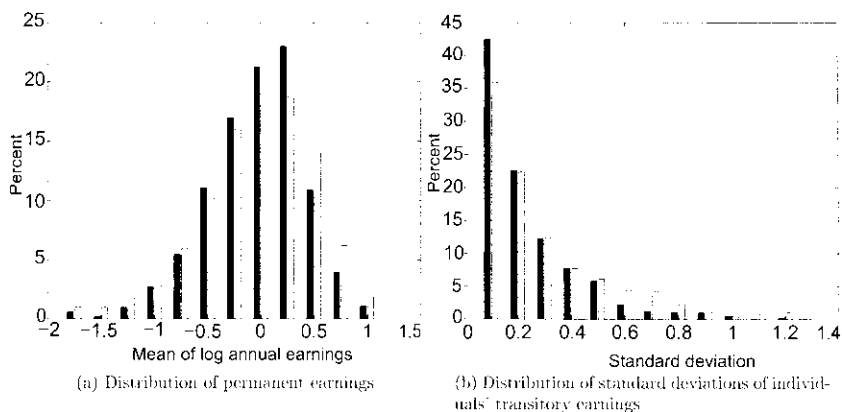 25
20
15
10
5
0
Percent
−2 −1.5 −1 −0.5 0 0.5 1 1.5
Mean of log annual earnings
(a) Distribution of permanent earnings
45
40
35
30
25
20
15
10
5
0
Percent
0 0.2 0.4 0.6 0.8 1 1.2 1.4
Standard deviation
(b) Distribution of standard deviations of individ-
uals' transitory earnings